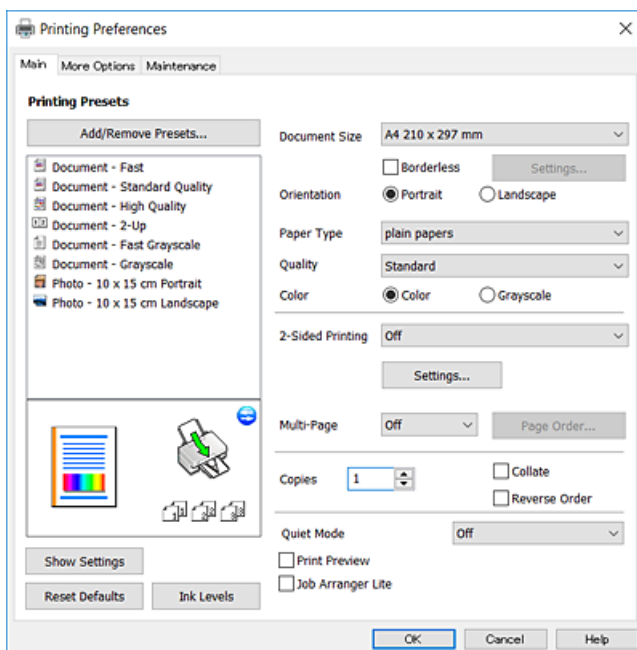 Printing Preferences
Main More Options Maintenance
Printing Presets
Add/Remove Presets...
Document - Fast
Document - Standard Quality
Document - High Quality
Document - 2-Up
Document - Fast Grayscale
Document - Grayscale
Photo - 10 x 15 cm Portrait
Photo - 10 x 15 cm Landscape
Show Settings
Reset Defaults Ink Levels
Document Size A4 210 x 297 mm
Borderless Settings...
Orientation Portrait Landscape
Paper Type plain papers
Quality Standard
Color Color Grayscale
2-Sided Printing Off
Settings...
Multi-Page Off Page Order...
Copies 1 Collate
Reverse Order
Quiet Mode Off
Print Preview
Job Arranger Lite
OK Cancel Help